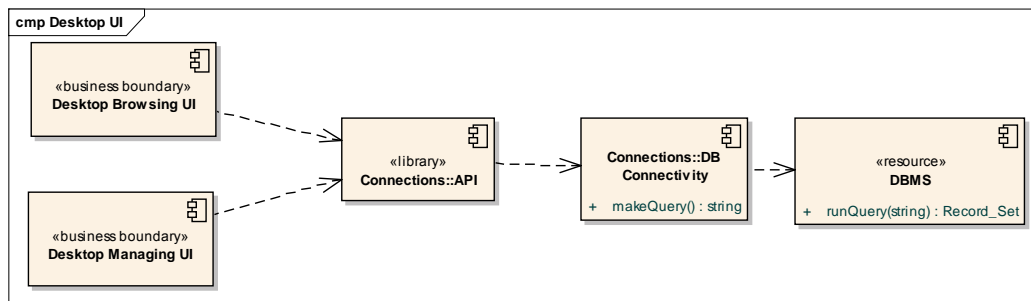 cmp Desktop UI
«business boundary»
Desktop Browsing UI
«library»
Connections::API
Connections::DB
Connectivity
+ makeQuery() : string
«resource»
DBMS
+ runQuery(string) : Record_Set
«business boundary»
Desktop Managing UI